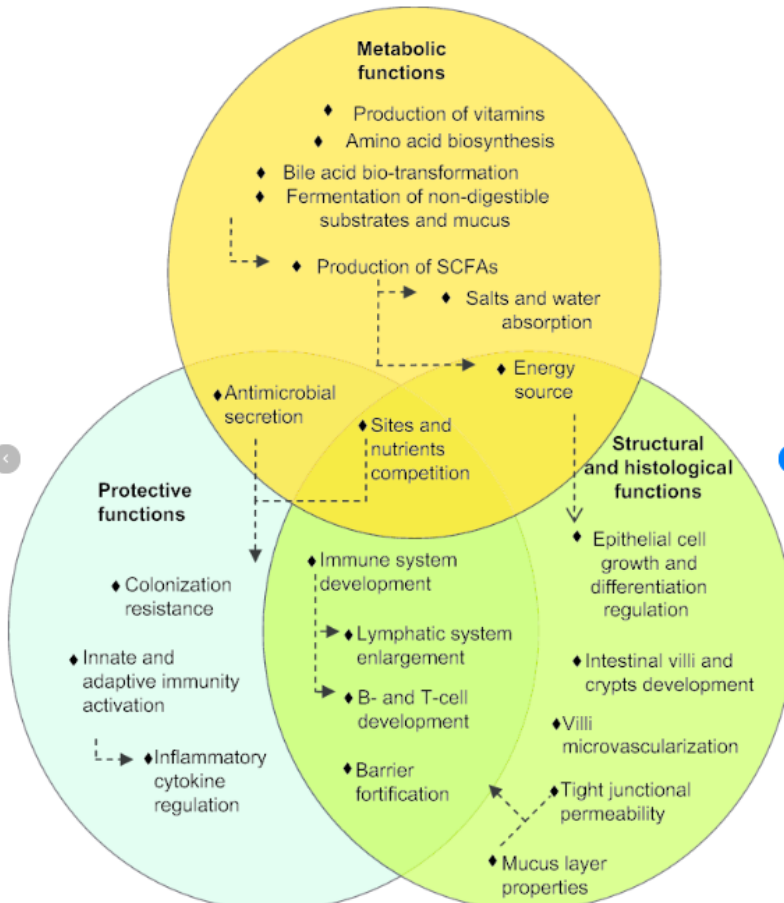 Metabolic
functions
♦ Production of vitamins
♦ Amino acid biosynthesis
♦ Bile acid bio-transformation
♦ Fermentation of non-digestible
substrates and mucus
♦ Production of SCFAs
♦ Salts and water
absorption
♦ Energy
source
♦ Antimicrobial
secretion
♦ Sites and
nutrients
competition
Structural
and histological
functions
Protective
functions
♦ Epithelial cell
growth and
differentiation
regulation
♦ Immune system
development
♦ Colonization
resistance
♦ Lymphatic system
enlargement
♦ Innate and
adaptive immunity
activation
♦ Intestinal villi and
crypts development
♦ B- and T-cell
development
♦ Villi
microvascularization
♦ Inflammatory
cytokine
regulation
♦ Barrier
fortification
♦ Tight junctional
permeability
♦ Mucus layer
properties